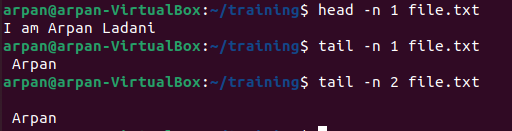 arpan@arpan-VirtualBox:~/training$ head -n 1 file.txt
I am Arpan Ladani
arpan@arpan-VirtualBox:~/training$ tail -n 1 file.txt
 Arpan
arpan@arpan-VirtualBox:~/training$ tail -n 2 file.txt

 Arpan
arpan@arpan-VirtualBox:~/training$